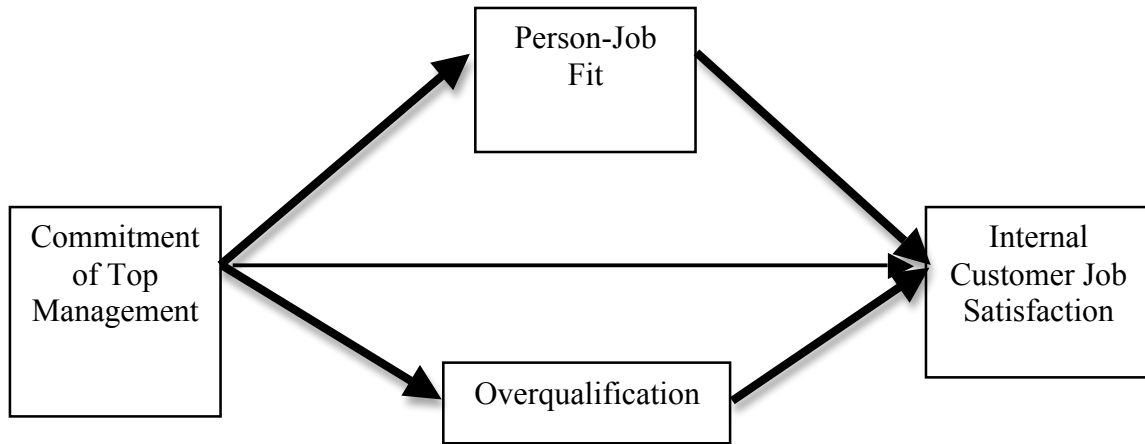 Person-Job
Fit
Commitment
of Top
Management
Internal
Customer Job
Satisfaction
Overqualification